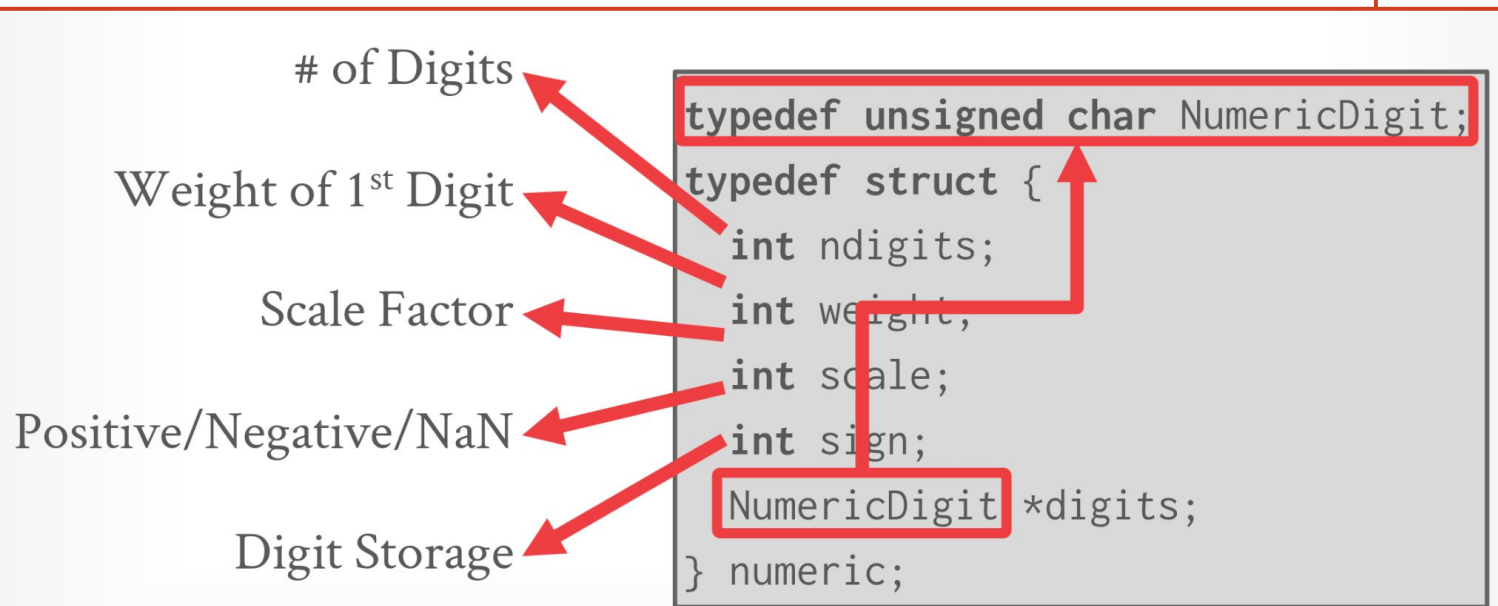 # of Digits
Weight of 1st Digit
Scale Factor
Positive/Negative/NaN
Digit Storage
typedef unsigned char NumericDigit;
typedef struct {
int ndigits;
int weight;
int scale;
int sign;
NumericDigit *digits;
} numeric;